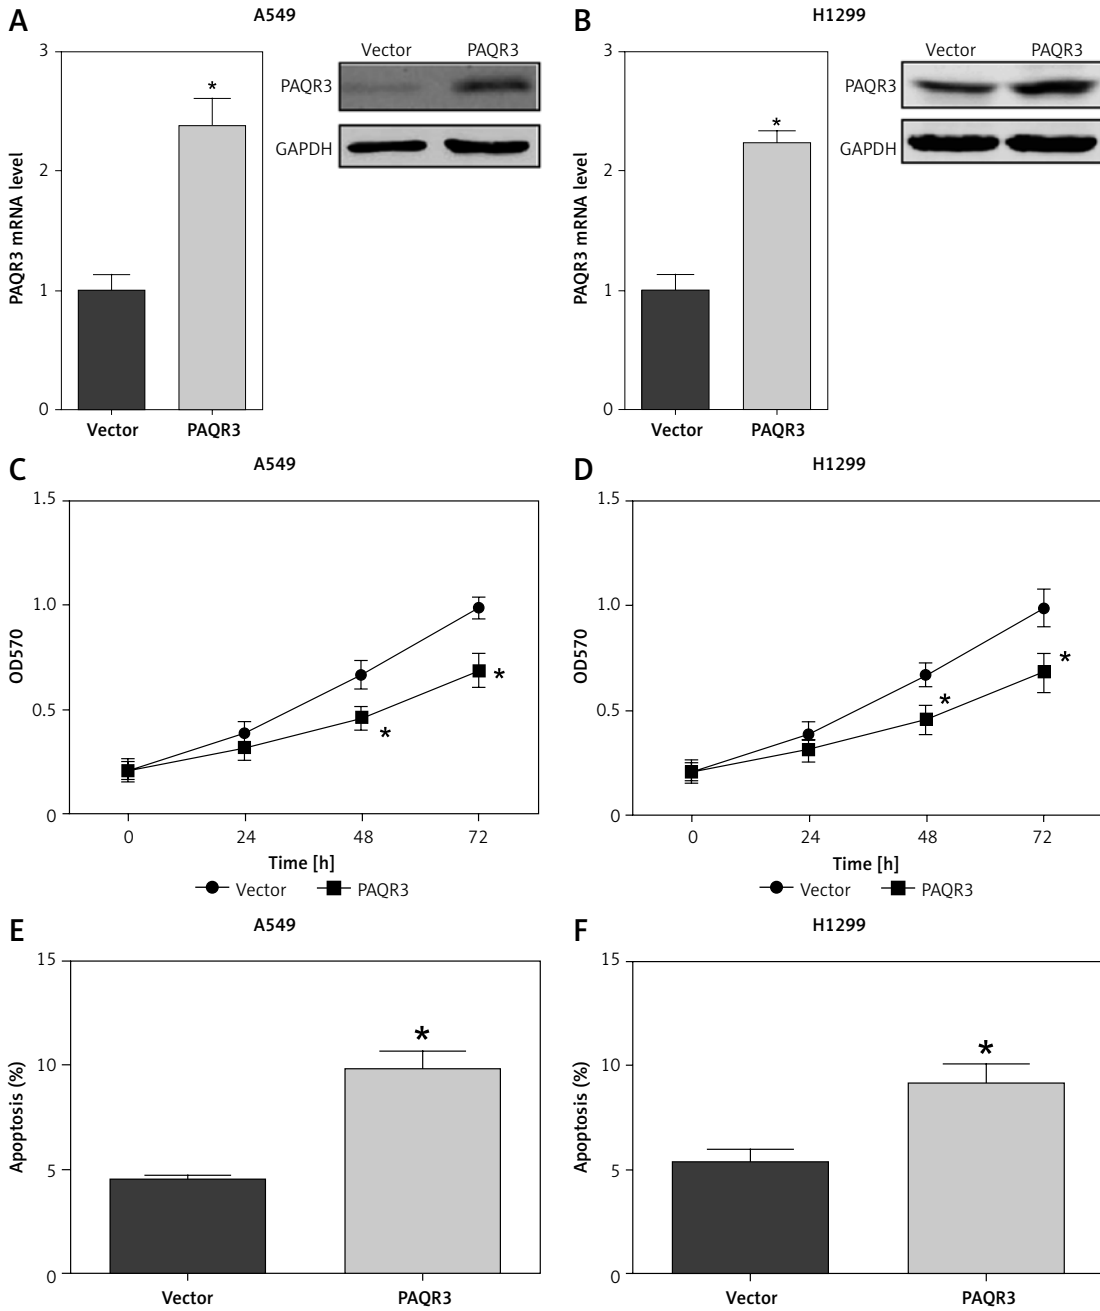 A
A549
3
2
1
0
PAQR3 mRNA level
*
Vector PAQR3
Vector PAQR3
PAQR3
GAPDH
B
H1299
3
2
1
0
PAQR3 mRNA level
*
Vector PAQR3
Vector PAQR3
PAQR3
GAPDH
C
A549
1.5
1.0
0.5
0
OD570
*
*
0 24 48 72
Time [h]
Vector PAQR3
D
H1299
1.5
1.0
0.5
0
OD570
*
*
0 24 48 72
Time [h]
Vector PAQR3
E
A549
15
10
5
0
Apoptosis (%)
*
Vector PAQR3
F
H1299
15
10
5
0
Apoptosis (%)
*
Vector PAQR3